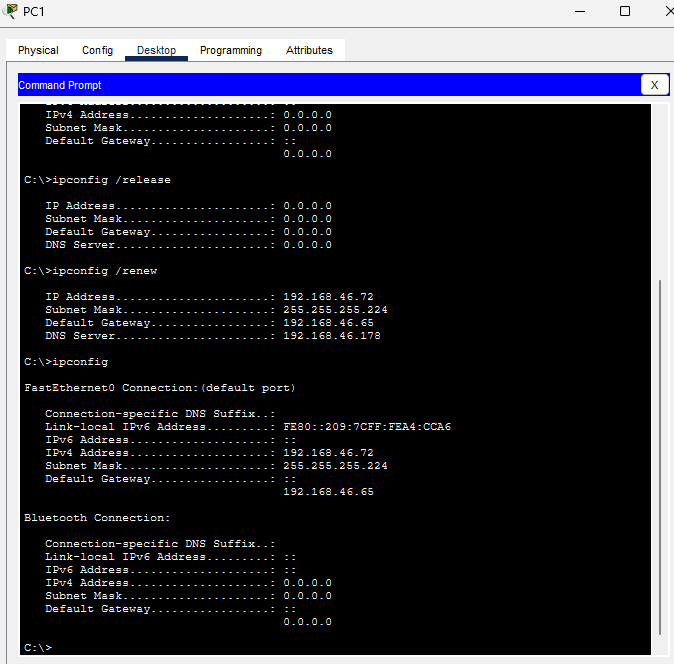 PC1
Physical Config Desktop Programming Attributes
Command Prompt X
IPv4 Address......................: 0.0.0.0
Subnet Mask.....................: 0.0.0.0
Default Gateway.................: ::
0.0.0.0
C:\>ipconfig /release
IP Address......................: 0.0.0.0
Subnet Mask.....................: 0.0.0.0
Default Gateway.................: 0.0.0.0
DNS Server......................: 0.0.0.0
C:\>ipconfig /renew
IP Address......................: 192.168.46.72
Subnet Mask.....................: 255.255.255.224
Default Gateway.................: 192.168.46.65
DNS Server......................: 192.168.46.178
C:\>ipconfig
FastEthernet0 Connection:(default port)
Connection-specific DNS Suffix..:
Link-local IPv6 Address.........: FE80::209:7CFF:FEA4:CCA6
IPv6 Address....................: ::
IPv4 Address....................: 192.168.46.72
Subnet Mask.....................: 255.255.255.224
Default Gateway.................: ::
192.168.46.65
Bluetooth Connection:
Connection-specific DNS Suffix..:
Link-local IPv6 Address.........: ::
IPv6 Address....................: ::
IPv4 Address....................: 0.0.0.0
Subnet Mask.....................: 0.0.0.0
Default Gateway.................: ::
0.0.0.0
C:\>